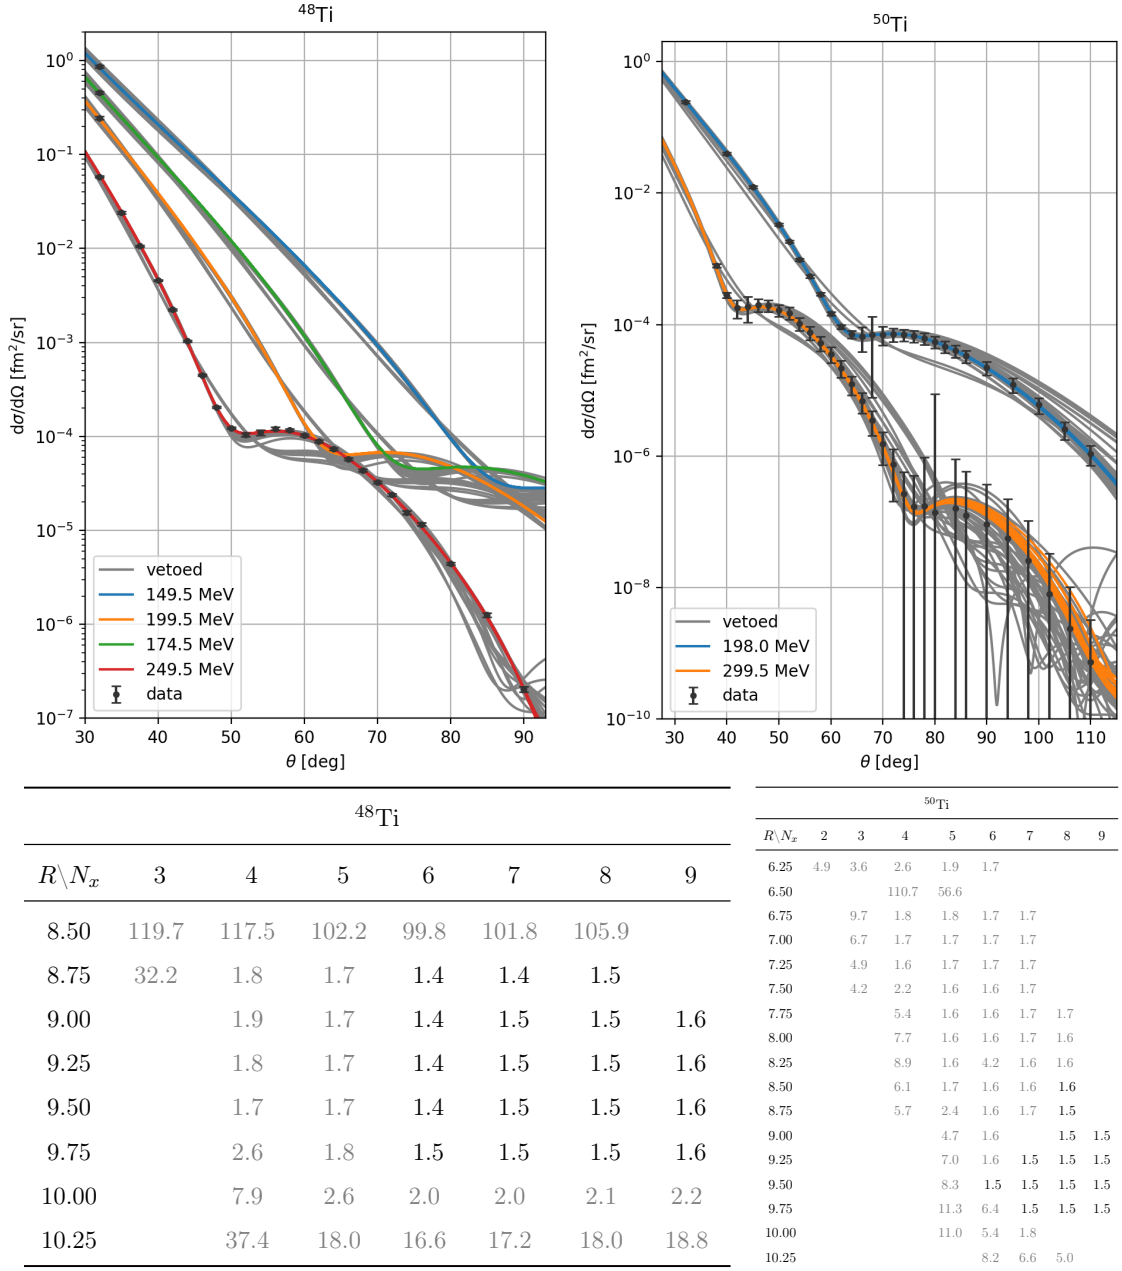 ⁴⁸Ti
dσ/dΩ [fm²/sr]
10⁰
10⁻¹
10⁻²
10⁻³
10⁻⁴
10⁻⁵
10⁻⁶
10⁻⁷
vetoed
149.5 MeV
199.5 MeV
174.5 MeV
249.5 MeV
data
30 40 50 60 70 80 90
θ [deg]
⁵⁰Ti
dσ/dΩ [fm²/sr]
10⁰
10⁻²
10⁻⁴
10⁻⁶
10⁻⁸
10⁻¹⁰
vetoed
198.0 MeV
299.5 MeV
data
30 40 50 60 70 80 90 100 110
θ [deg]
⁴⁸Ti
R\Nₓ 3 4 5 6 7 8 9
8.50 119.7 117.5 102.2 99.8 101.8 105.9
8.75 32.2 1.8 1.7 1.4 1.4 1.5
9.00 1.9 1.7 1.4 1.5 1.5 1.6
9.25 1.8 1.7 1.4 1.5 1.5 1.6
9.50 1.7 1.7 1.4 1.5 1.5 1.6
9.75 2.6 1.8 1.5 1.5 1.5 1.6
10.00 7.9 2.6 2.0 2.0 2.1 2.2
10.25 37.4 18.0 16.6 17.2 18.0 18.8
⁵⁰Ti
R\Nₓ 2 3 4 5 6 7 8 9
6.25 4.9 3.6 2.6 1.9 1.7
6.50 110.7 56.6
6.75 9.7 1.8 1.8 1.7 1.7
7.00 6.7 1.7 1.7 1.7 1.7
7.25 4.9 1.6 1.7 1.7 1.7
7.50 4.2 2.2 1.6 1.6 1.7
7.75 5.4 1.6 1.6 1.7 1.7
8.00 7.7 1.6 1.6 1.7 1.6
8.25 8.9 1.6 4.2 1.6 1.6
8.50 6.1 1.7 1.6 1.6 1.6
8.75 5.7 2.4 1.6 1.7 1.5
9.00 4.7 1.6 1.5 1.5
9.25 7.0 1.6 1.5 1.5 1.5
9.50 8.3 1.5 1.5 1.5 1.5
9.75 11.3 6.4 1.5 1.5 1.5
10.00 11.0 5.4 1.8
10.25 8.2 6.6 5.0